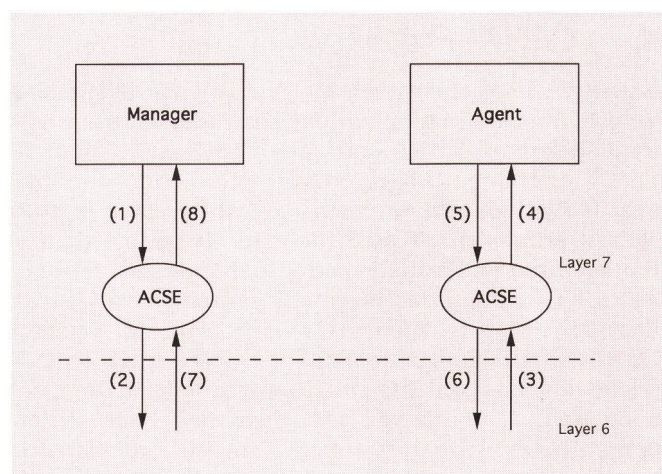 Manager
Agent
(1)
(8)
(5)
(4)
Layer 7
ACSE
ACSE
(2)
(7)
(6)
(3)
Layer 6